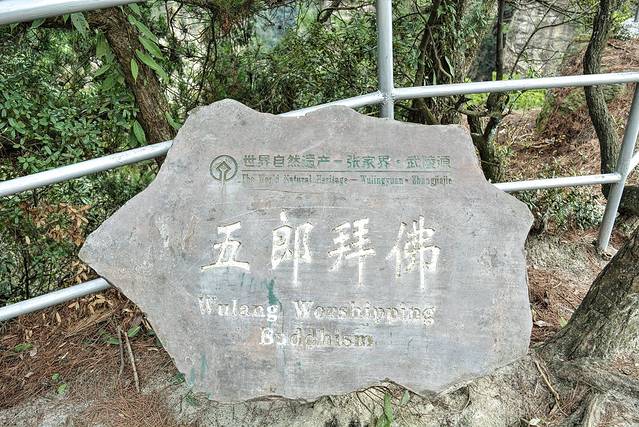 世界自然遗产－张家界·武陵源
The World Natural Heritage — Wulingyuan · Zhangjiajie
五郎拜佛
Wulang Worshipping
Buddhism